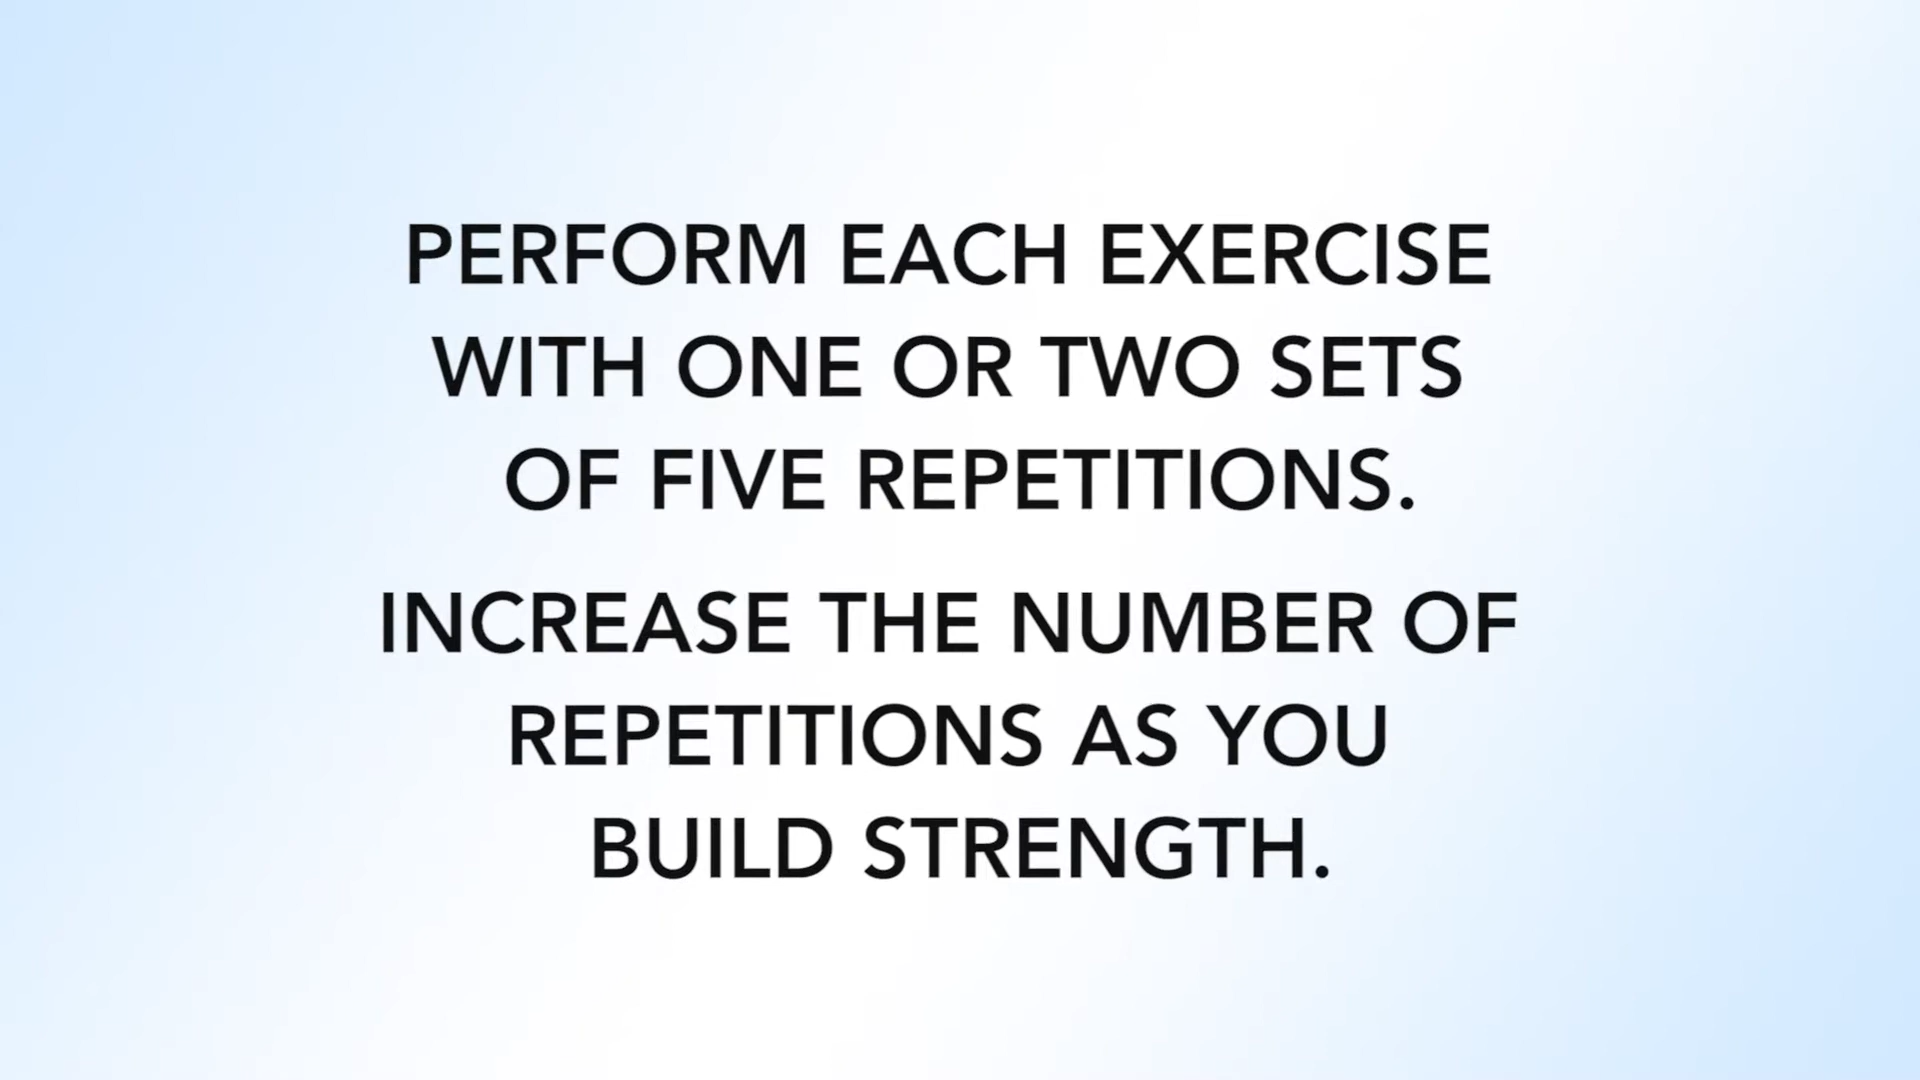 PERFORM EACH EXERCISE
WITH ONE OR TWO SETS
OF FIVE REPETITIONS.
INCREASE THE NUMBER OF
REPETITIONS AS YOU
BUILD STRENGTH.